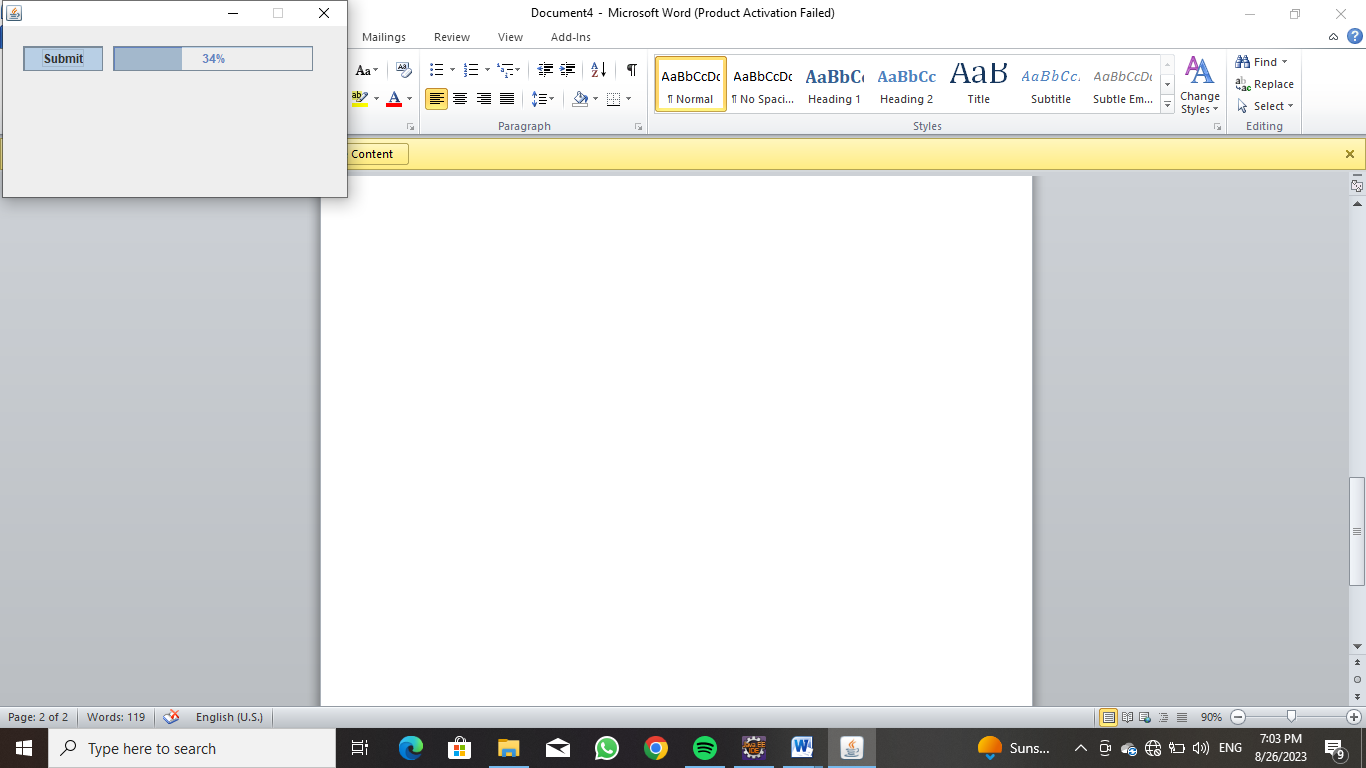 Document4 - Microsoft Word (Product Activation Failed)
Submit
34%
Mailings Review View Add-Ins
Aa
AaBbCcDc AaBbCcDc AaBbCc AaBbCc AaB AaBbCc. AaBbCcDc
¶ Normal ¶ No Spaci... Heading 1 Heading 2 Title Subtitle Subtle Em...
Change
Styles
Find
Replace
Select
Paragraph Styles Editing
Content
Page: 2 of 2 Words: 119 English (U.S.) 90%
Type here to search
Suns... ENG
7:03 PM
8/26/2023
9